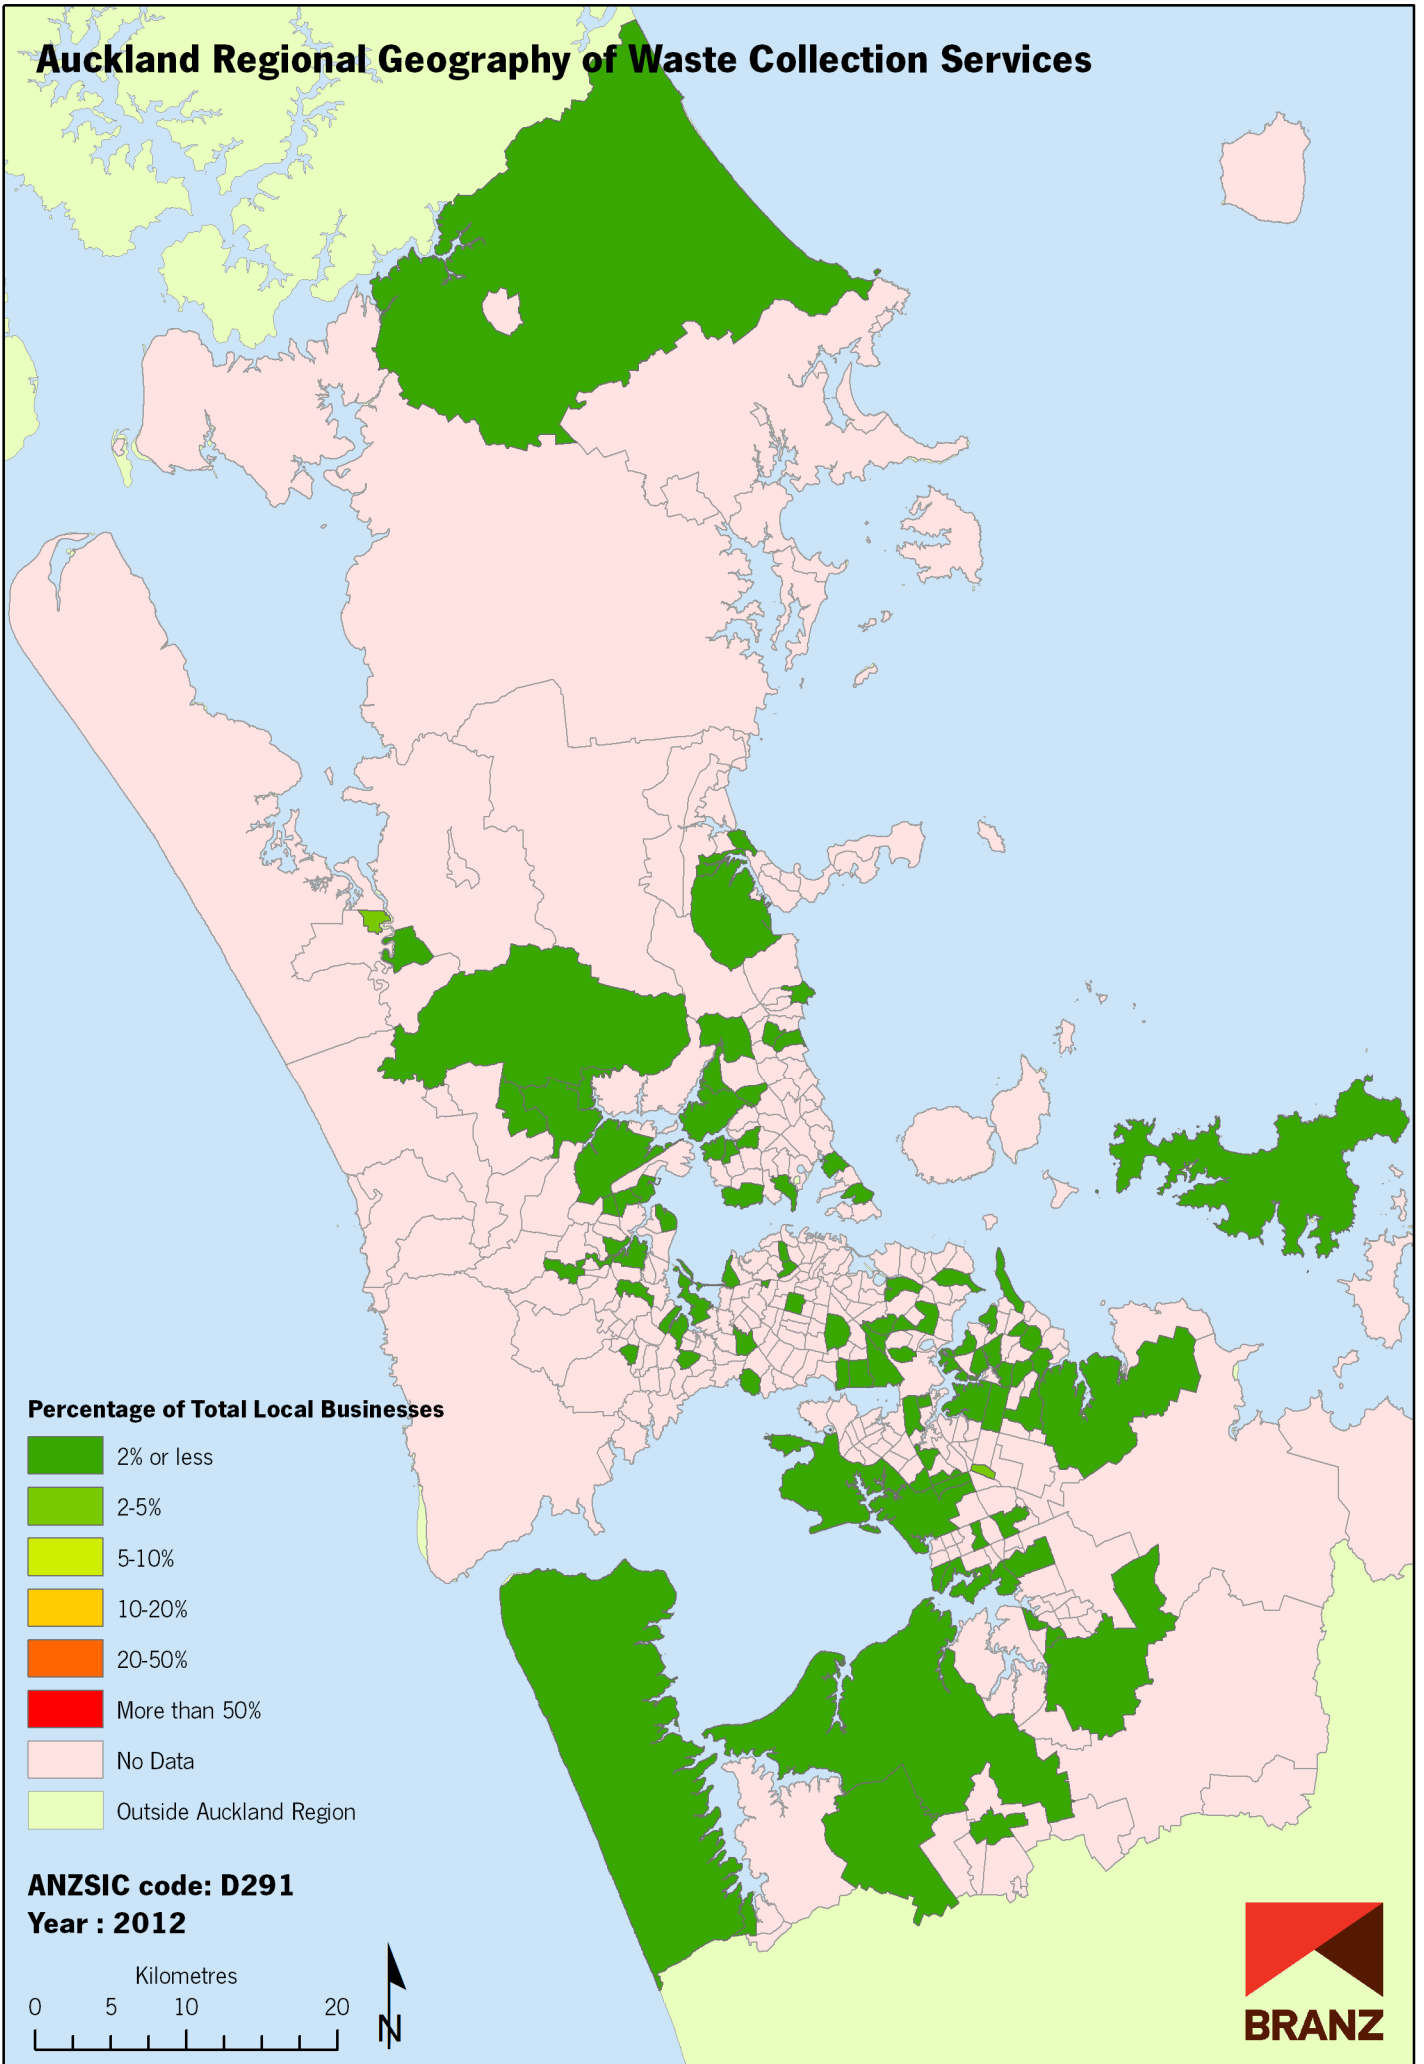 Auckland Regional Geography of Waste Collection Services
Percentage of Total Local Businesses
2% or less
2-5%
5-10%
10-20%
20-50%
More than 50%
No Data
Outside Auckland Region
ANZSIC code: D291
Year : 2012
Kilometres
0 5 10 20
N
BRANZ